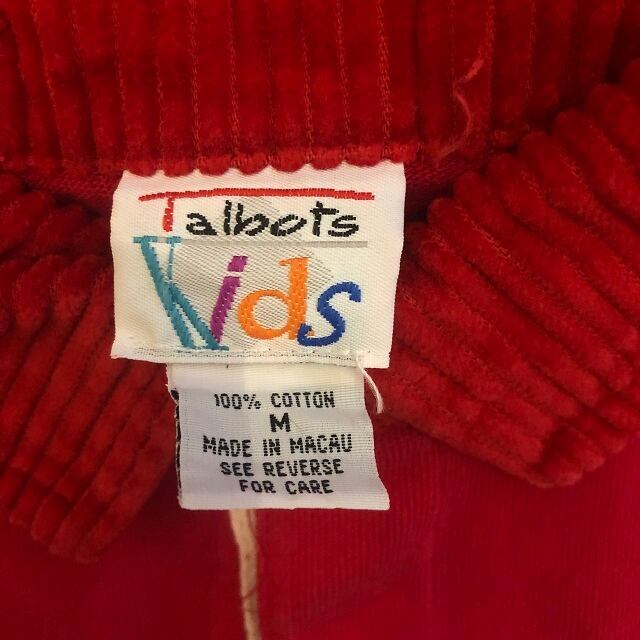 Talbots
Kids
100% COTTON
M
MADE IN MACAU
SEE REVERSE
FOR CARE